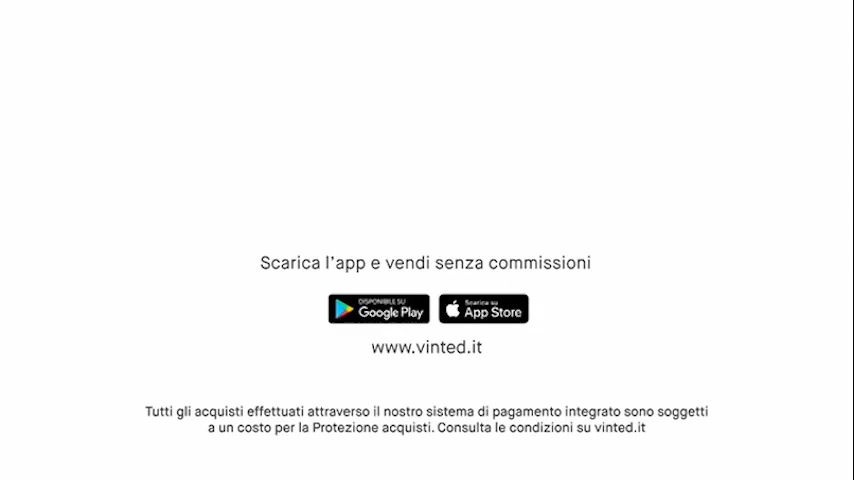 Scarica l'app e vendi senza commissioni
DISPONIBILE SU
Google Play
Scarica su
App Store
www.vinted.it
Tutti gli acquisti effettuati attraverso il nostro sistema di pagamento integrato sono soggetti
a un costo per la Protezione acquisti. Consulta le condizioni su vinted.it